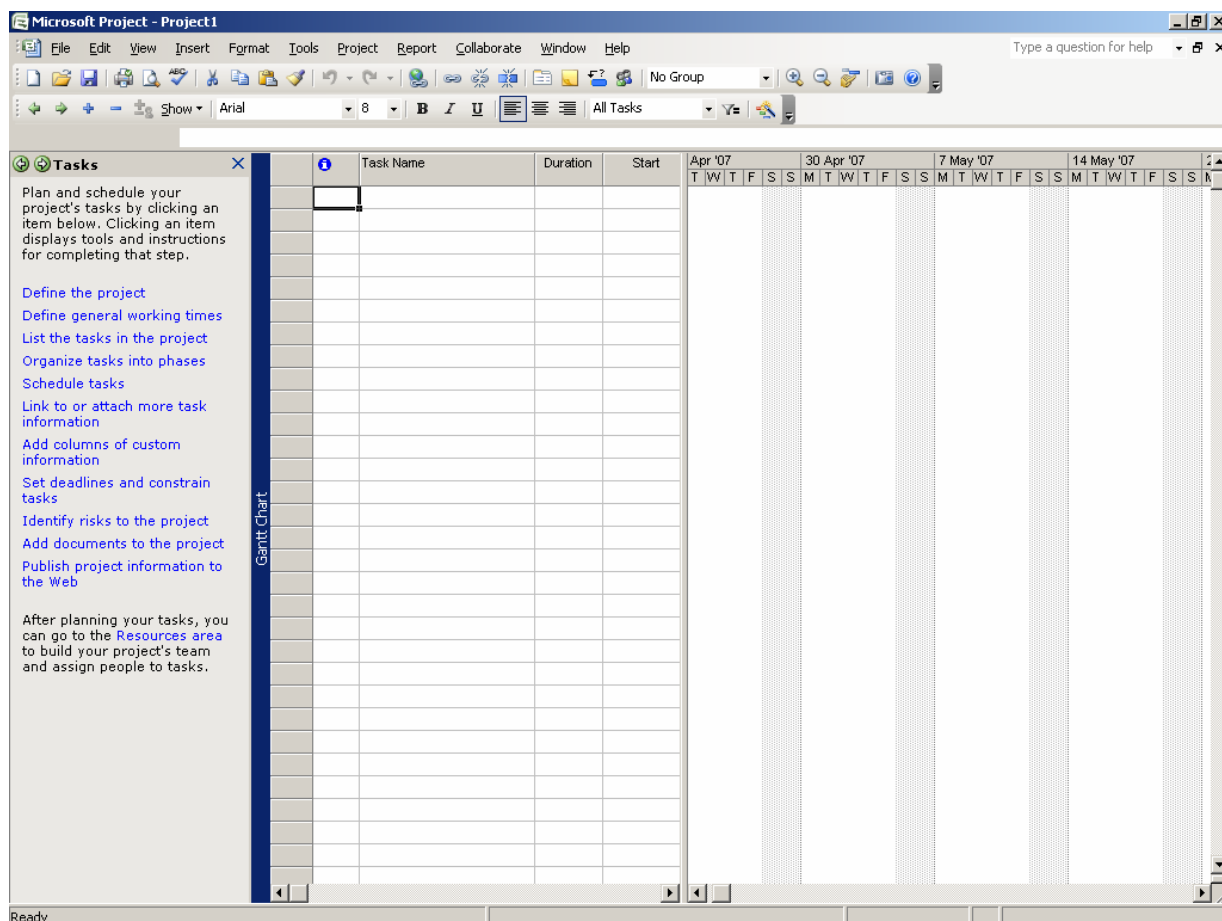 Microsoft Project - Project1
File Edit View Insert Format Tools Project Report Collaborate Window Help Type a question for help
No Group
Show Arial 8 B I U All Tasks
Tasks
Task Name Duration Start
Apr '07 30 Apr '07 7 May '07 14 May '07
T W T F S S M T W T F S S M T W T F S S M T W T F S S
Plan and schedule your
project's tasks by clicking an
item below. Clicking an item
displays tools and instructions
for completing that step.
Define the project
Define general working times
List the tasks in the project
Organize tasks into phases
Schedule tasks
Link to or attach more task
information
Add columns of custom
information
Set deadlines and constrain
tasks
Identify risks to the project
Add documents to the project
Publish project information to
the Web
After planning your tasks, you
can go to the Resources area
to build your project's team
and assign people to tasks.
Gantt Chart
Ready